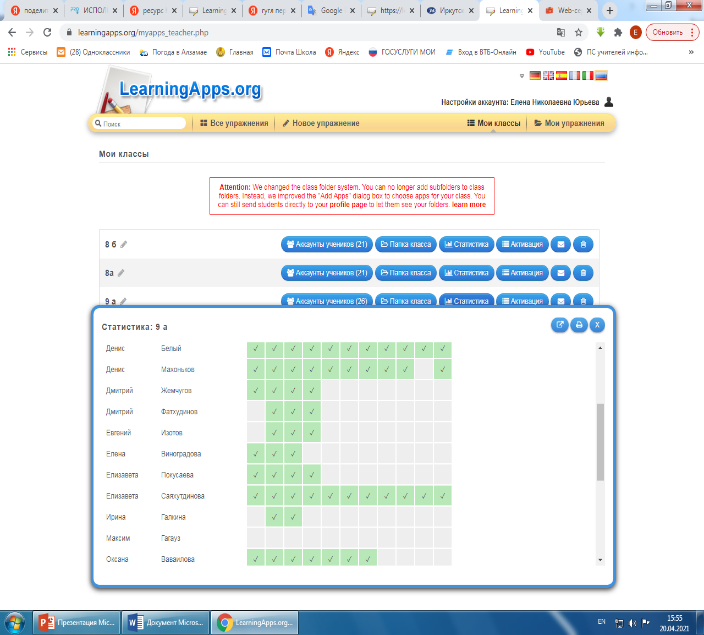 поделит
ИСПОЛ
ресурс
Learning
гугл пер
Google
https://
Иркутс
Learnin
Web-се
learningapps.org/myapps_teacher.php
E
Обновить
Сервисы
(28) Одноклассники
Погода в Алзамае
Главная
Почта Школа
Яндекс
ГОСУСЛУГИ МОИ
Вход в ВТБ-Онлайн
YouTube
ПС учителей инфо...
»
LearningApps.org
Настройки аккаунта: Елена Николаевна Юрьева
Поиск
Все упражнения
Новое упражнение
Мои классы
Мои упражнения
Мои классы
Attention: We changed the class folder system. You can no longer add subfolders to class
folders. Instead, we improved the "Add Apps" dialog box to choose apps for your class. You
can still send students directly to your profile page to let them see your folders. learn more
8 б Аккаунты учеников (21) Папка класса Статистика Активация
8а Аккаунты учеников (21) Папка класса Статистика Активация
9 а Аккаунты учеников (26) Папка класса Статистика Активация
Статистика: 9 а
X
Денис Белый ✓ ✓ ✓ ✓ ✓ ✓ ✓ ✓ ✓ ✓ ✓
Денис Махоньков ✓ ✓ ✓ ✓ ✓ ✓ ✓ ✓ ✓ ✓
Дмитрий Жемчугов ✓ ✓ ✓ ✓
Дмитрий Фатхудинов ✓ ✓ ✓
Евгений Изотов ✓ ✓ ✓
Елена Виноградова ✓ ✓ ✓
Елизавета Покусаева ✓ ✓ ✓ ✓
Елизавета Саяхутдинова ✓ ✓ ✓ ✓ ✓ ✓ ✓ ✓ ✓ ✓ ✓
Ирина Галкина ✓ ✓
Максим Гагауз
Оксана Вавилова ✓ ✓ ✓ ✓ ✓ ✓ ✓
Презентация Mic...
Документ Micros...
LearningApps.org...
EN
15:55
20.04.2021